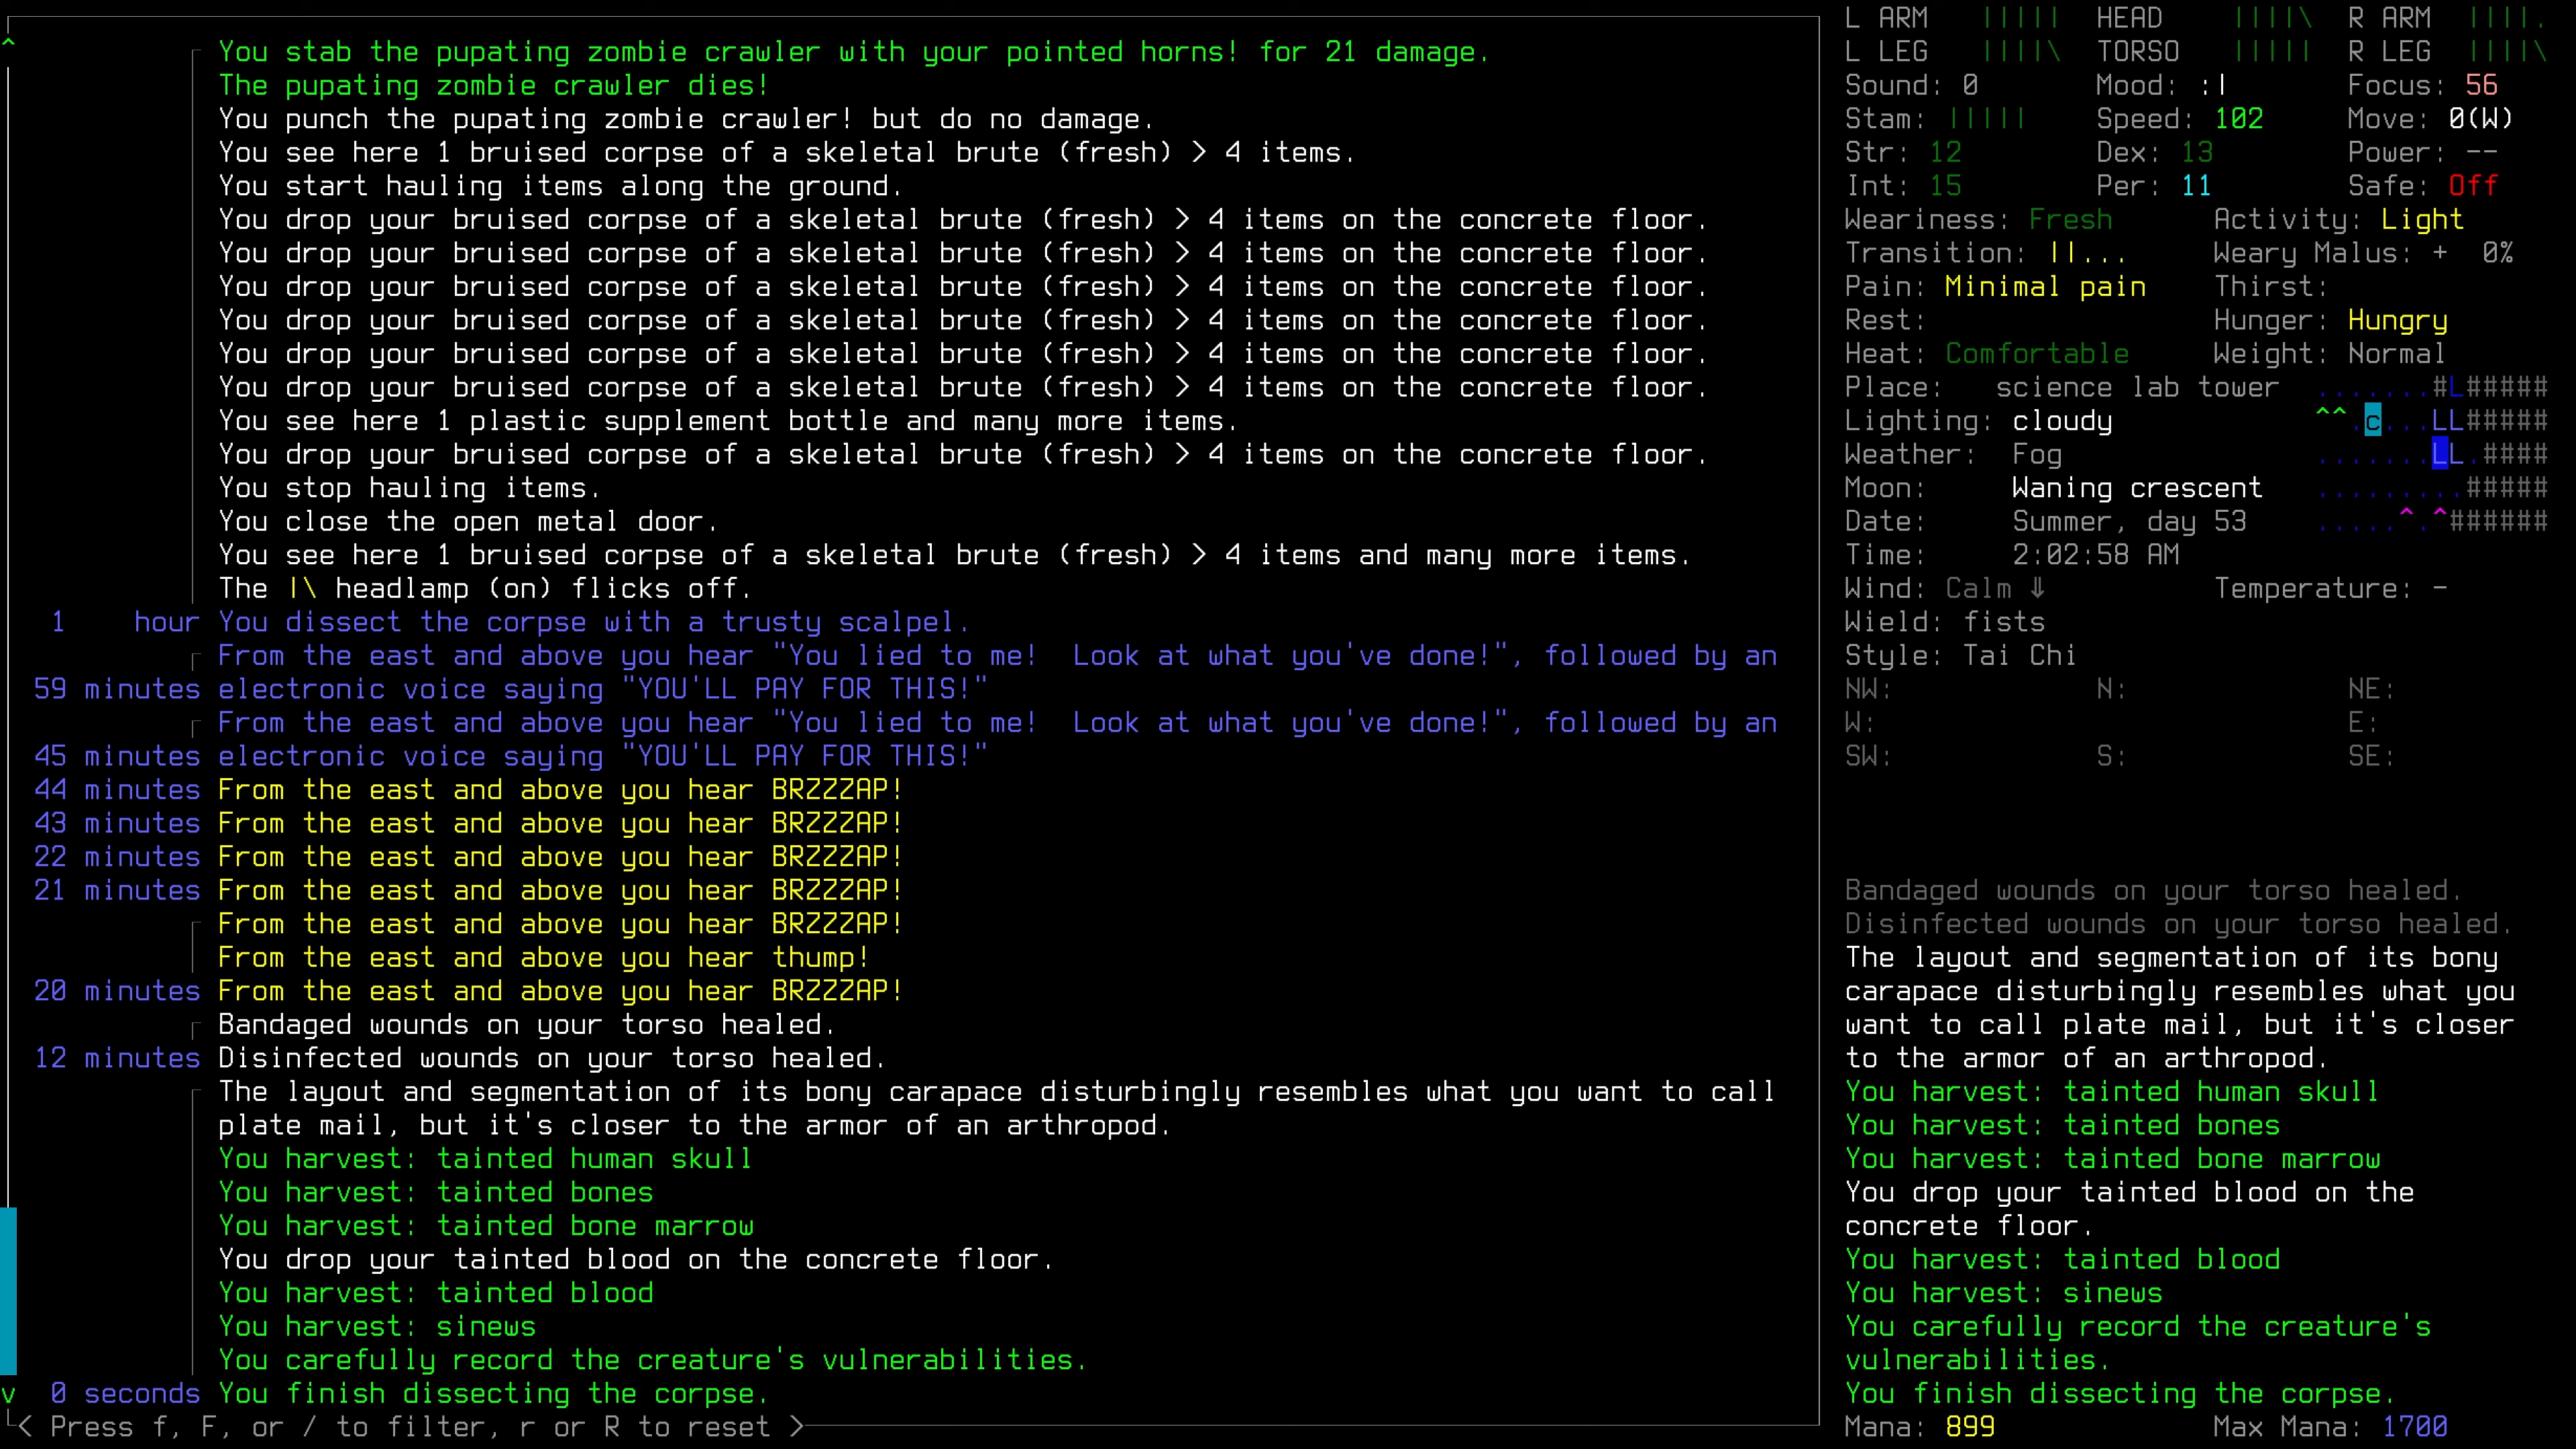 ^
You stab the pupating zombie crawler with your pointed horns! for 21 damage.
The pupating zombie crawler dies!
You punch the pupating zombie crawler! but do no damage.
You see here 1 bruised corpse of a skeletal brute (fresh) > 4 items.
You start hauling items along the ground.
You drop your bruised corpse of a skeletal brute (fresh) > 4 items on the concrete floor.
You drop your bruised corpse of a skeletal brute (fresh) > 4 items on the concrete floor.
You drop your bruised corpse of a skeletal brute (fresh) > 4 items on the concrete floor.
You drop your bruised corpse of a skeletal brute (fresh) > 4 items on the concrete floor.
You drop your bruised corpse of a skeletal brute (fresh) > 4 items on the concrete floor.
You drop your bruised corpse of a skeletal brute (fresh) > 4 items on the concrete floor.
You see here 1 plastic supplement bottle and many more items.
You drop your bruised corpse of a skeletal brute (fresh) > 4 items on the concrete floor.
You stop hauling items.
You close the open metal door.
You see here 1 bruised corpse of a skeletal brute (fresh) > 4 items and many more items.
The |\ headlamp (on) flicks off.
1 hour You dissect the corpse with a trusty scalpel.
From the east and above you hear "You lied to me! Look at what you've done!", followed by an
59 minutes electronic voice saying "YOU'LL PAY FOR THIS!"
From the east and above you hear "You lied to me! Look at what you've done!", followed by an
45 minutes electronic voice saying "YOU'LL PAY FOR THIS!"
44 minutes From the east and above you hear BRZZZAP!
43 minutes From the east and above you hear BRZZZAP!
22 minutes From the east and above you hear BRZZZAP!
21 minutes From the east and above you hear BRZZZAP!
From the east and above you hear BRZZZAP!
From the east and above you hear thump!
20 minutes From the east and above you hear BRZZZAP!
Bandaged wounds on your torso healed.
12 minutes Disinfected wounds on your torso healed.
The layout and segmentation of its bony carapace disturbingly resembles what you want to call
plate mail, but it's closer to the armor of an arthropod.
You harvest: tainted human skull
You harvest: tainted bones
You harvest: tainted bone marrow
You drop your tainted blood on the concrete floor.
You harvest: tainted blood
You harvest: sinews
You carefully record the creature's vulnerabilities.
v 0 seconds You finish dissecting the corpse.
< Press f, F, or / to filter, r or R to reset >
L ARM ||||| HEAD ||||\ R ARM ||||.
L LEG ||||\ TORSO ||||| R LEG ||||\
Sound: 0 Mood: :| Focus: 56
Stam: ||||| Speed: 102 Move: 0(W)
Str: 12 Dex: 13 Power: --
Int: 15 Per: 11 Safe: Off
Weariness: Fresh Activity: Light
Transition: ||... Weary Malus: + 0%
Pain: Minimal pain Thirst:
Rest: Hunger: Hungry
Heat: Comfortable Weight: Normal
Place: science lab tower .......#L#####
Lighting: cloudy ^^.c...LL#####
Weather: Fog .......LL.####
Moon: Waning crescent .........#####
Date: Summer, day 53 .....^.^######
Time: 2:02:58 AM
Wind: Calm ⇓ Temperature: -
Wield: fists
Style: Tai Chi
NW: N: NE:
W: E:
SW: S: SE:
Bandaged wounds on your torso healed.
Disinfected wounds on your torso healed.
The layout and segmentation of its bony
carapace disturbingly resembles what you
want to call plate mail, but it's closer
to the armor of an arthropod.
You harvest: tainted human skull
You harvest: tainted bones
You harvest: tainted bone marrow
You drop your tainted blood on the
concrete floor.
You harvest: tainted blood
You harvest: sinews
You carefully record the creature's
vulnerabilities.
You finish dissecting the corpse.
Mana: 899 Max Mana: 1700